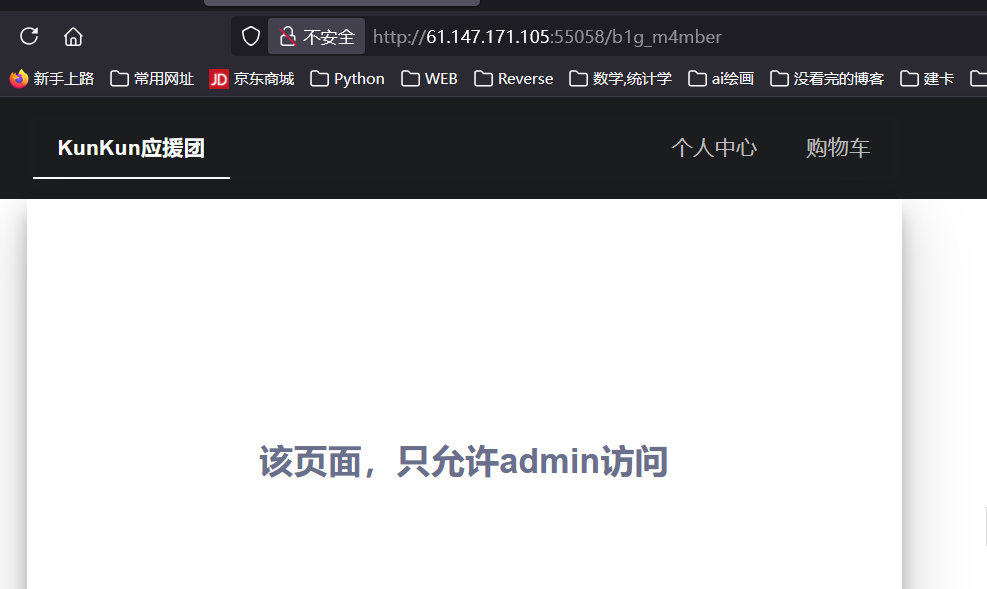 不安全 http://61.147.171.105:55058/b1g_m4mber
新手上路 常用网址 JD 京东商城 Python WEB Reverse 数学,统计学 ai绘画 没看完的博客 建卡
KunKun应援团 个人中心 购物车
该页面，只允许admin访问